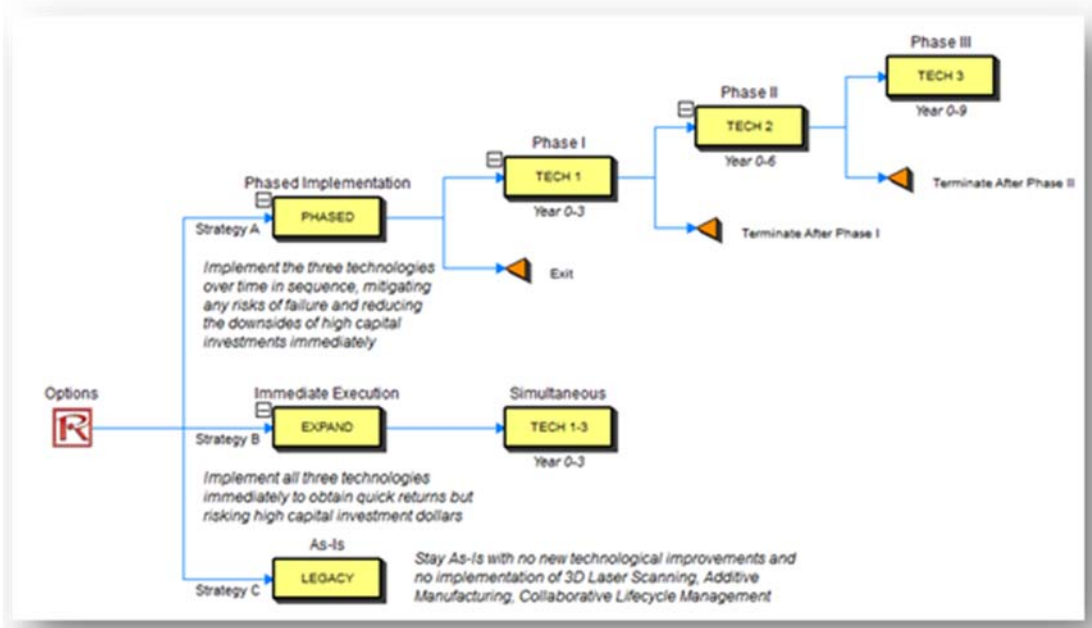 Phase III
TECH 3
Year 0-9
Phase II
TECH 2
Year 0-6
Terminate After Phase II
Phase I
TECH 1
Year 0-3
Terminate After Phase I
Phased Implementation
PHASED
Strategy A
Exit
Implement the three technologies
over time in sequence, mitigating
any risks of failure and reducing
the downsides of high capital
investments immediately
Options
R
Immediate Execution
EXPAND
Strategy B
Simultaneous
TECH 1-3
Year 0-3
Implement all three technologies
immediately to obtain quick returns but
risking high capital investment dollars
As-Is
LEGACY
Strategy C
Stay As-Is with no new technological improvements and
no implementation of 3D Laser Scanning, Additive
Manufacturing, Collaborative Lifecycle Management